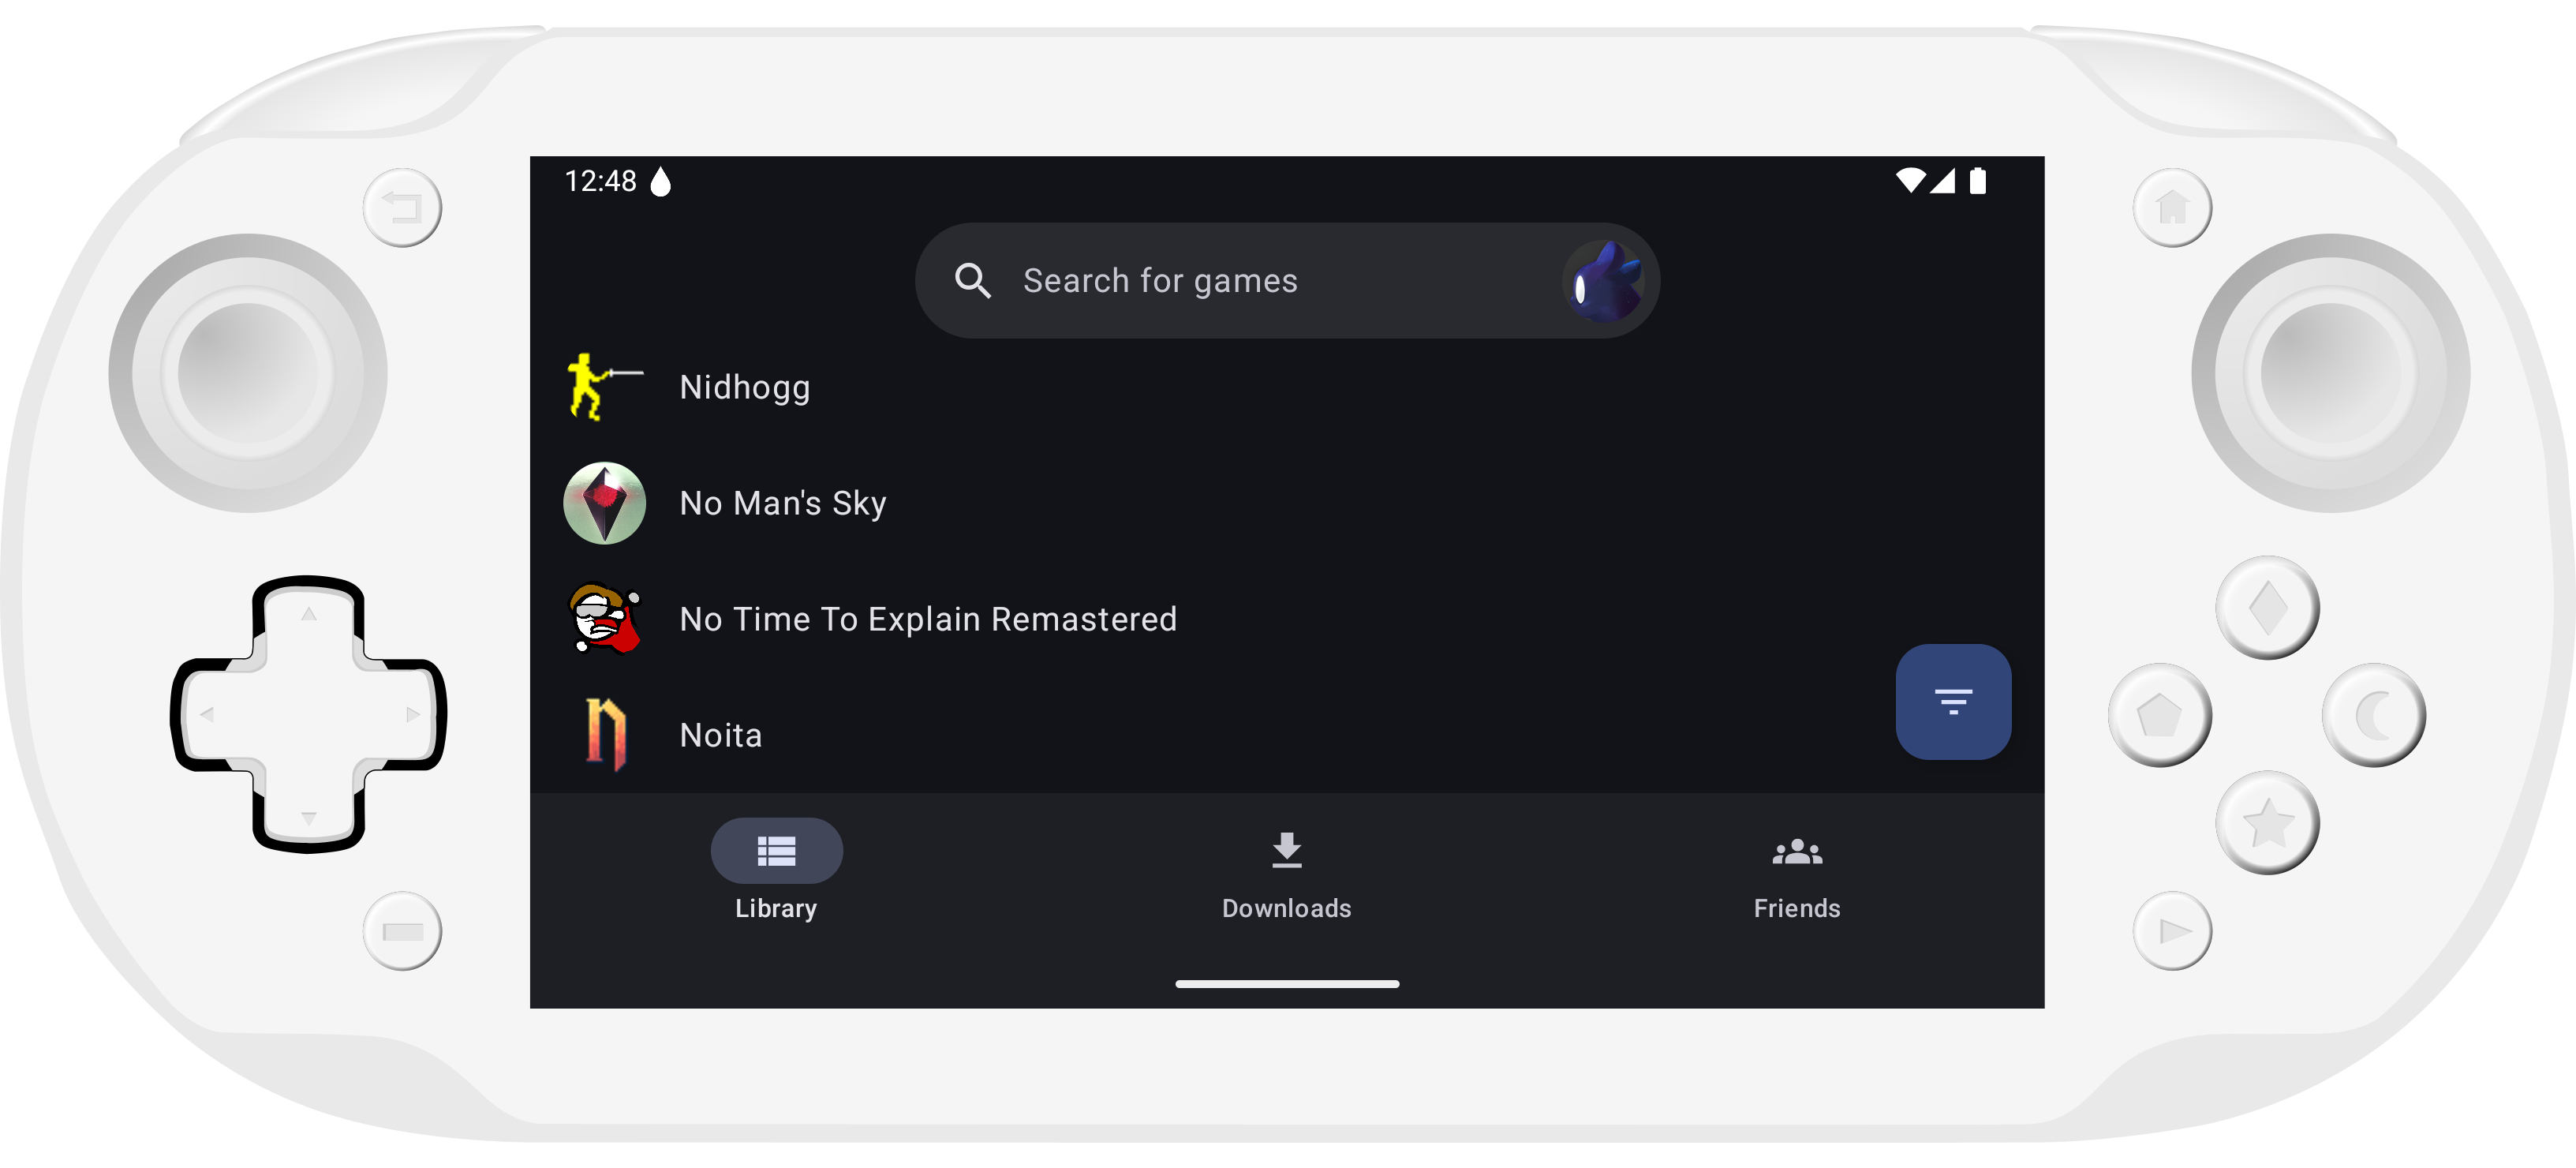 12:48
Search for games
Nidhogg
No Man's Sky
No Time To Explain Remastered
Noita
Library
Downloads
Friends